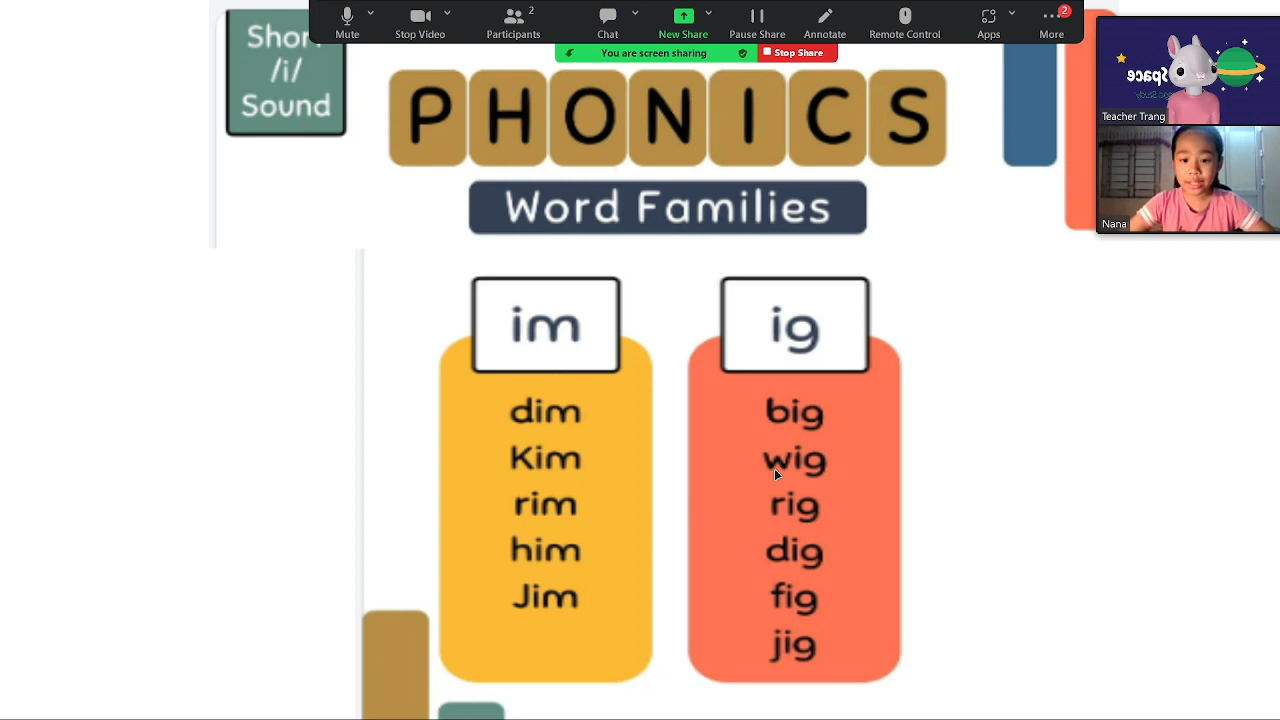 Mute
Stop Video
Participants
2
Chat
New Share
Pause Share
Annotate
Remote Control
Apps
More
2
You are screen sharing
Stop Share
Short
/i/
Sound
PHONICS
Word Families
im
dim
Kim
rim
him
Jim
ig
big
wig
rig
dig
fig
jig
Space
Teacher Trang
Nana